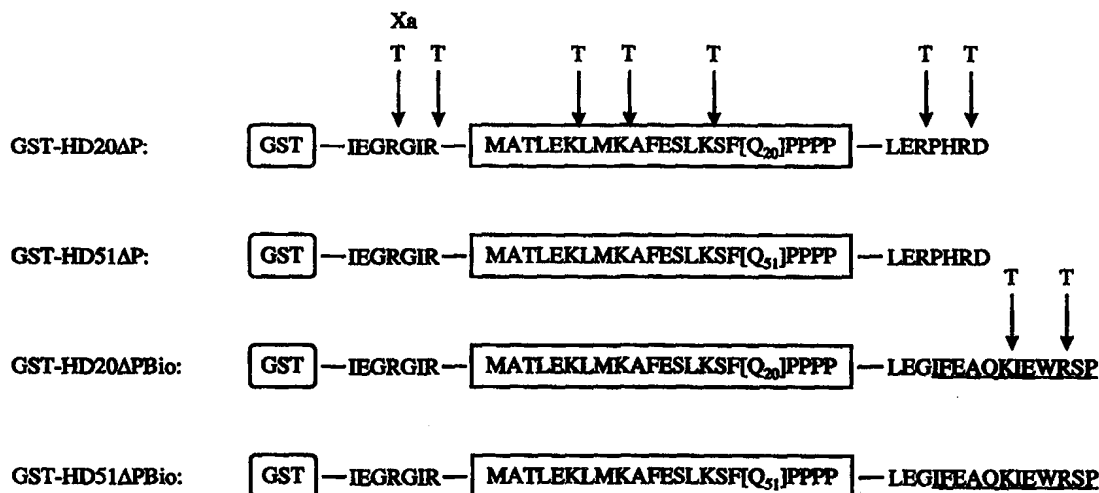 Xa
T T T T T T T
GST-HD20ΔP: GST IEGRGIR MATLEKLMKAFESLKSF[Q₂₀]PPPP LERPHRD
GST-HD51ΔP: GST IEGRGIR MATLEKLMKAFESLKSF[Q₅₁]PPPP LERPHRD
T T
GST-HD20ΔPBio: GST IEGRGIR MATLEKLMKAFESLKSF[Q₂₀]PPPP LEGIFEAQKIEWRSP
GST-HD51ΔPBio: GST IEGRGIR MATLEKLMKAFESLKSF[Q₅₁]PPPP LEGIFEAQKIEWRSP